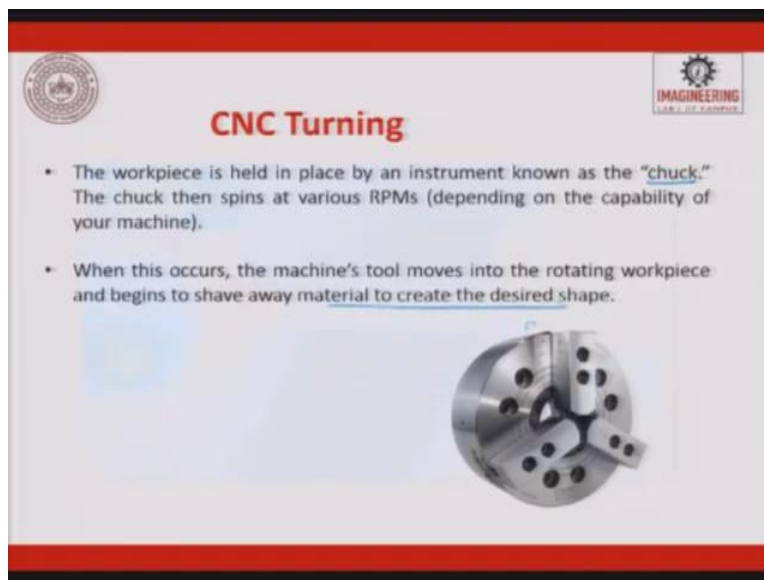 IMAGINEERING
CNC Turning
• The workpiece is held in place by an instrument known as the “chuck.”
The chuck then spins at various RPMs (depending on the capability of
your machine).
• When this occurs, the machine’s tool moves into the rotating workpiece
and begins to shave away material to create the desired shape.